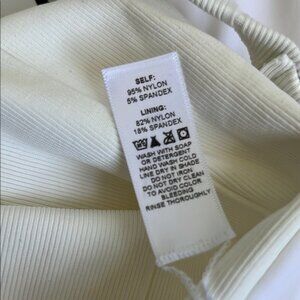 SELF:
95% NYLON
5% SPANDEX
LINING:
82% NYLON
18% SPANDEX
WASH WITH SOAP
OR DETERGENT
HAND WASH COLD
LINE DRY IN SHADE
DO NOT IRON
DO NOT DRY CLEAN
TO AVOID COLOR
BLEEDING
RINSE THOROUGHLY